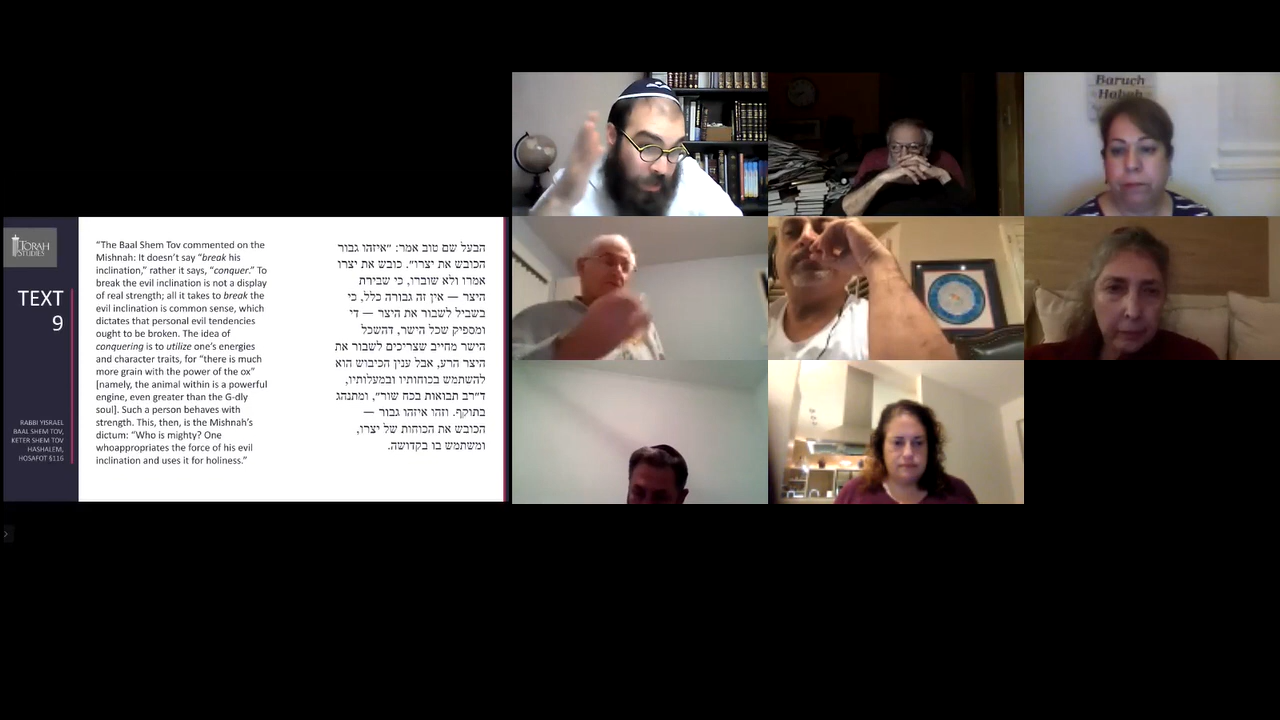 TORAH
STUDIES
TEXT
9
RABBI YISRAEL
BAAL SHEM TOV,
KETER SHEM TOV
HASHALEM,
HOSAFOT §116
“The Baal Shem Tov commented on the
Mishnah: It doesn’t say “break his
inclination,” rather it says, “conquer.” To
break the evil inclination is not a display
of real strength; all it takes to break the
evil inclination is common sense, which
dictates that personal evil tendencies
ought to be broken. The idea of
conquering is to utilize one’s energies
and character traits, for “there is much
more grain with the power of the ox”
[namely, the animal within is a powerful
engine, even greater than the G-dly
soul]. Such a person behaves with
strength. This, then, is the Mishnah’s
dictum: “Who is mighty? One
whoappropriates the force of his evil
inclination and uses it for holiness.”
הבעל שם טוב אמר: ״איזהו גבור
הכובש את יצרו״. כובש את יצרו
אמרו ולא שוברו, כי שבירת
היצר — אין זה גבורה כלל, כי
בשביל לשבור את היצר — די
ומספיק שכל הישר, דהשכל
הישר מחייב שצריכים לשבור את
היצר הרע, אבל ענין הכיבוש הוא
להשתמש בכוחותיו ובמעלותיו,
ד״רב תבואות בכח שור״, ומתנהג
בתוקף. וזהו איזהו גבור —
הכובש את הכוחות של יצרו,
ומשתמש בו בקדושה.
Baruch
Habah